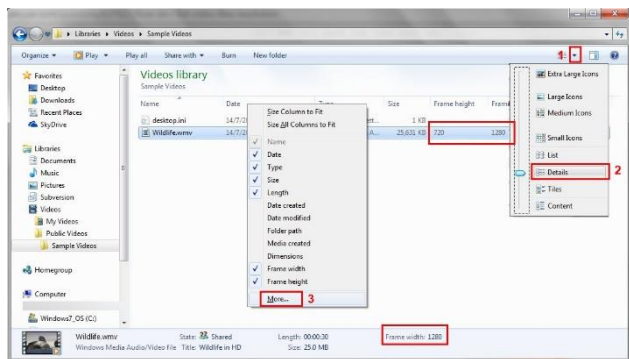 Libraries ▸ Videos ▸ Sample Videos
Organize Play Play all Share with Burn New folder
1:
Favorites
Desktop
Downloads
Recent Places
SkyDrive
Libraries
Documents
Music
Pictures
Subversion
Videos
My Videos
Public Videos
Sample Videos
Homegroup
Computer
Windows7_OS (C:)
Videos library
Sample Videos
Name Date Size Frame height
desktop.ini 1 KB
Wildlife.wmv 25,631 KB 720 1280
Size Column to Fit
Size All Columns to Fit
Name
Date
Type
Size
Length
Date created
Date modified
Folder path
Media created
Dimensions
Frame width
Frame height
More... 3
Extra Large Icons
Large Icons
Medium Icons
Small Icons
List
Details 2
Tiles
Content
Wildlife.wmv State: Shared Length: 00:00:30 Frame width: 1280
Windows Media Audio/Video file Title: Wildlife in HD Size: 25.0 MB